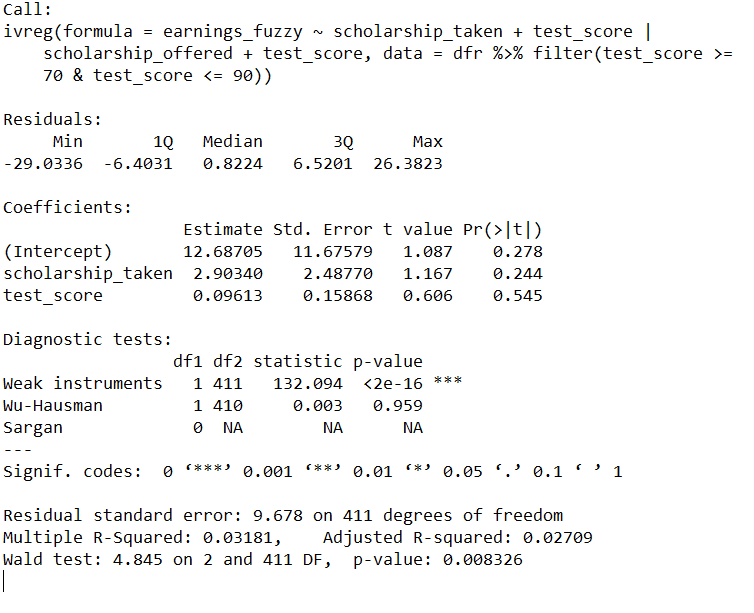 Call:
ivreg(formula = earnings_fuzzy ~ scholarship_taken + test_score |
    scholarship_offered + test_score, data = dfr %>% filter(test_score >=
    70 & test_score <= 90))

Residuals:
     Min       1Q   Median       3Q      Max
-29.0336  -6.4031   0.8224   6.5201  26.3823

Coefficients:
                  Estimate Std. Error t value Pr(>|t|)
(Intercept)       12.68705   11.67579   1.087    0.278
scholarship_taken  2.90340    2.48770   1.167    0.244
test_score         0.09613    0.15868   0.606    0.545

Diagnostic tests:
                 df1 df2 statistic p-value
Weak instruments   1 411   132.094  <2e-16 ***
Wu-Hausman         1 410     0.003   0.959
Sargan             0  NA        NA      NA
---
Signif. codes:  0 ‘***’ 0.001 ‘**’ 0.01 ‘*’ 0.05 ‘.’ 0.1 ‘ ’ 1

Residual standard error: 9.678 on 411 degrees of freedom
Multiple R-Squared: 0.03181,    Adjusted R-squared: 0.02709
Wald test: 4.845 on 2 and 411 DF,  p-value: 0.008326